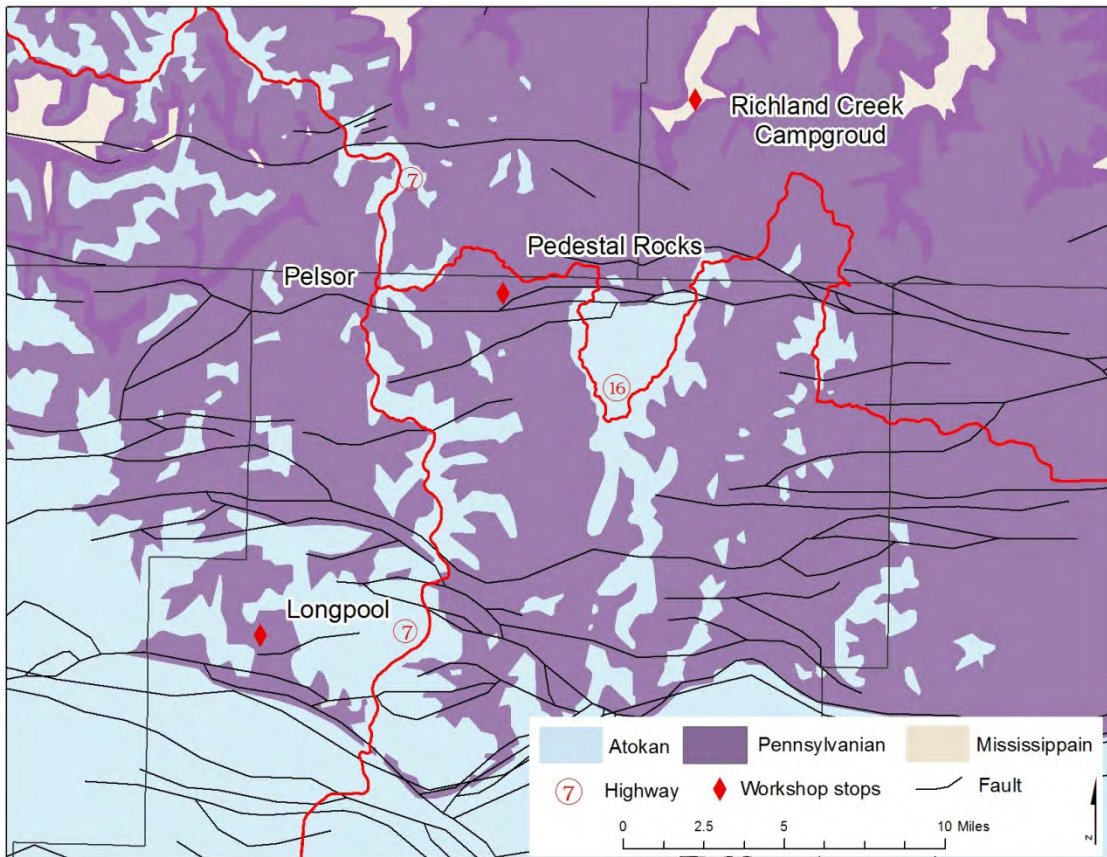 Richland Creek
Campgroud
7
Pedestal Rocks
Pelsor
16
Longpool
7
Atokan
Pennsylvanian
Mississippain
7
Highway
Workshop stops
Fault
0
2.5
5
10 Miles
z